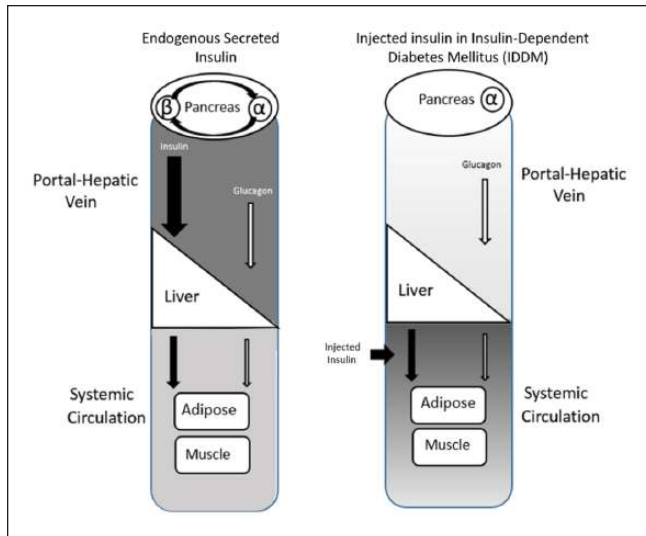 Endogenous Secreted
Insulin
β Pancreas α
Insulin
Glucagon
Portal-Hepatic
Vein
Liver
Systemic
Circulation
Adipose
Muscle
Injected insulin in Insulin-Dependent
Diabetes Mellitus (IDDM)
Pancreas α
Glucagon
Portal-Hepatic
Vein
Liver
Injected
Insulin
Systemic
Circulation
Adipose
Muscle